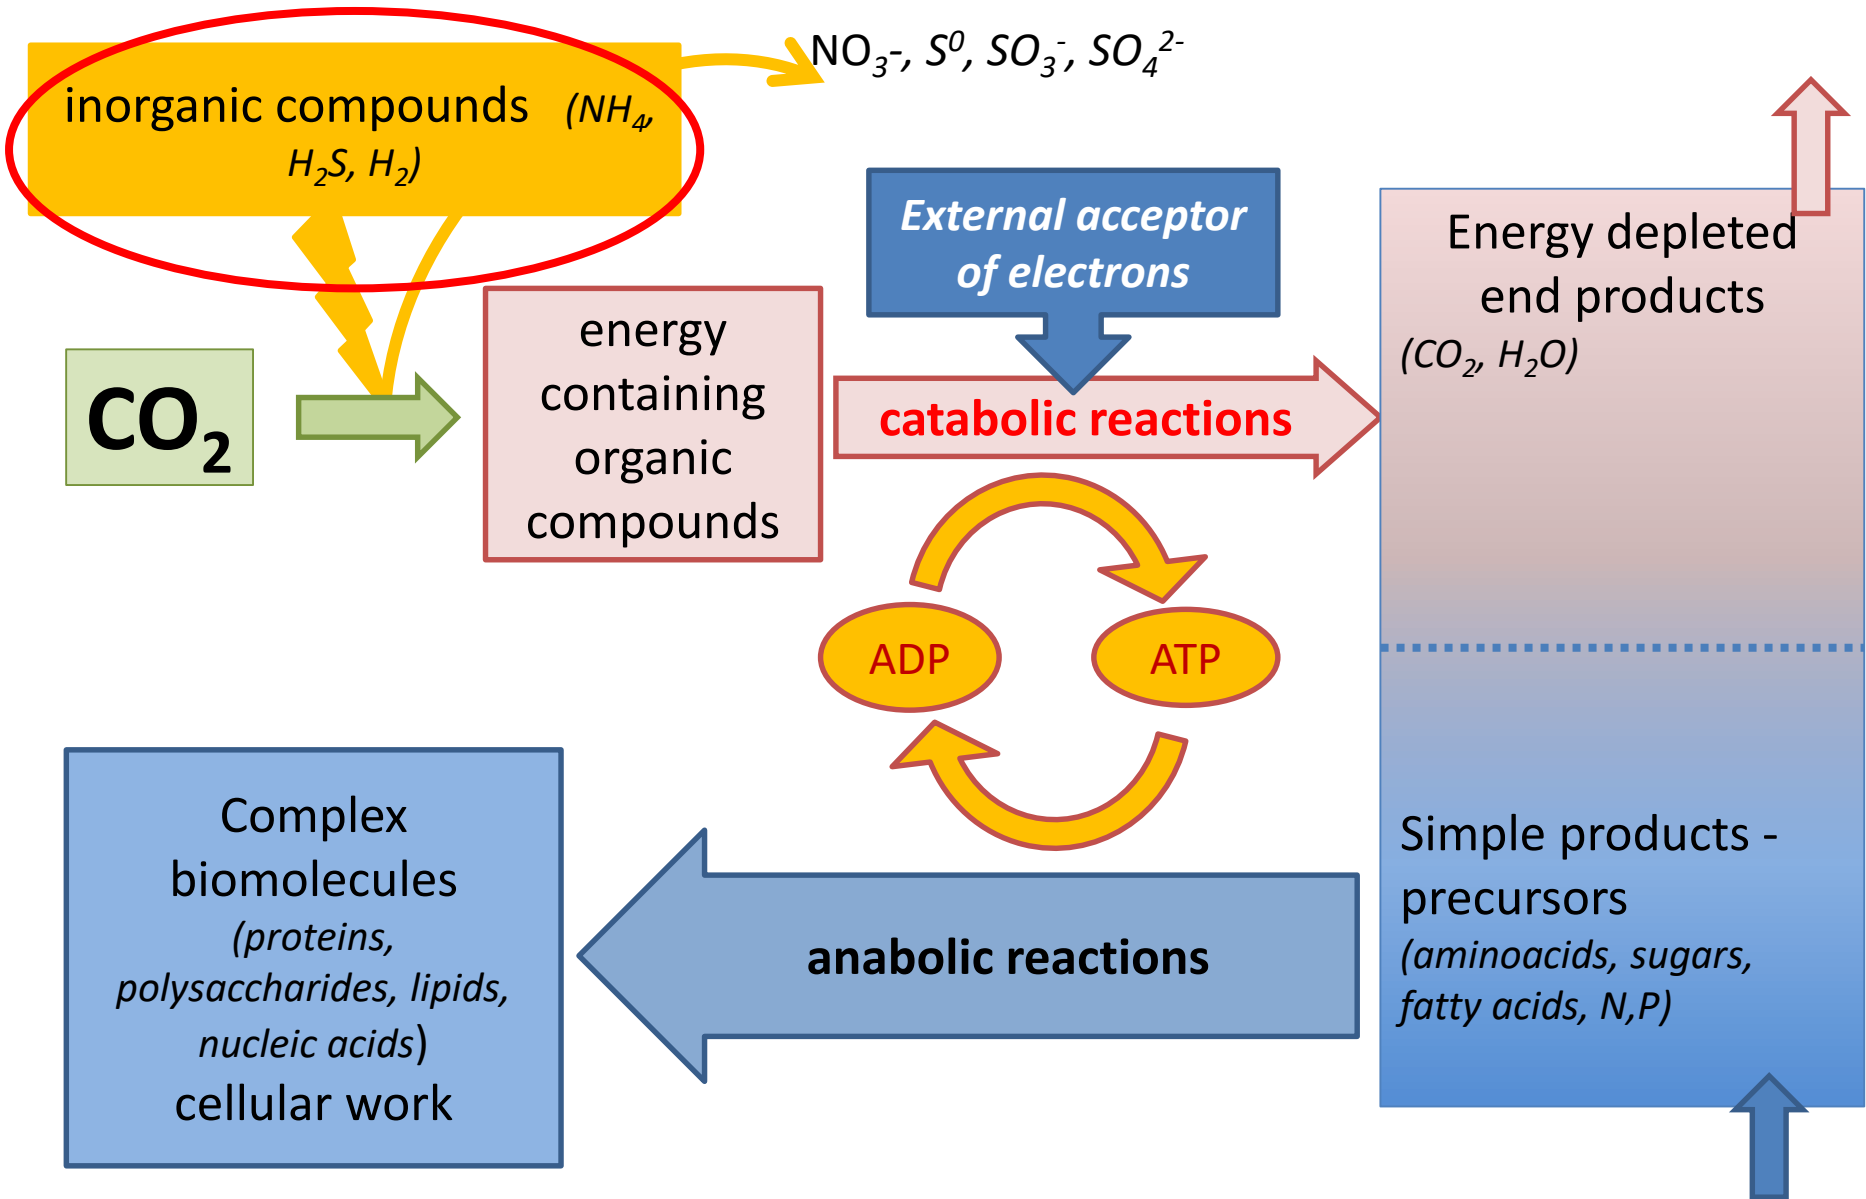 NO₃-, S⁰, SO₃⁻, SO₄²⁻
inorganic compounds (NH₄,
H₂S, H₂)
External acceptor
of electrons
Energy depleted
end products
(CO₂, H₂O)
CO₂
energy
containing
organic
compounds
catabolic reactions
ADP
ATP
Complex
biomolecules
(proteins,
polysaccharides, lipids,
nucleic acids)
cellular work
anabolic reactions
Simple products -
precursors
(aminoacids, sugars,
fatty acids, N,P)